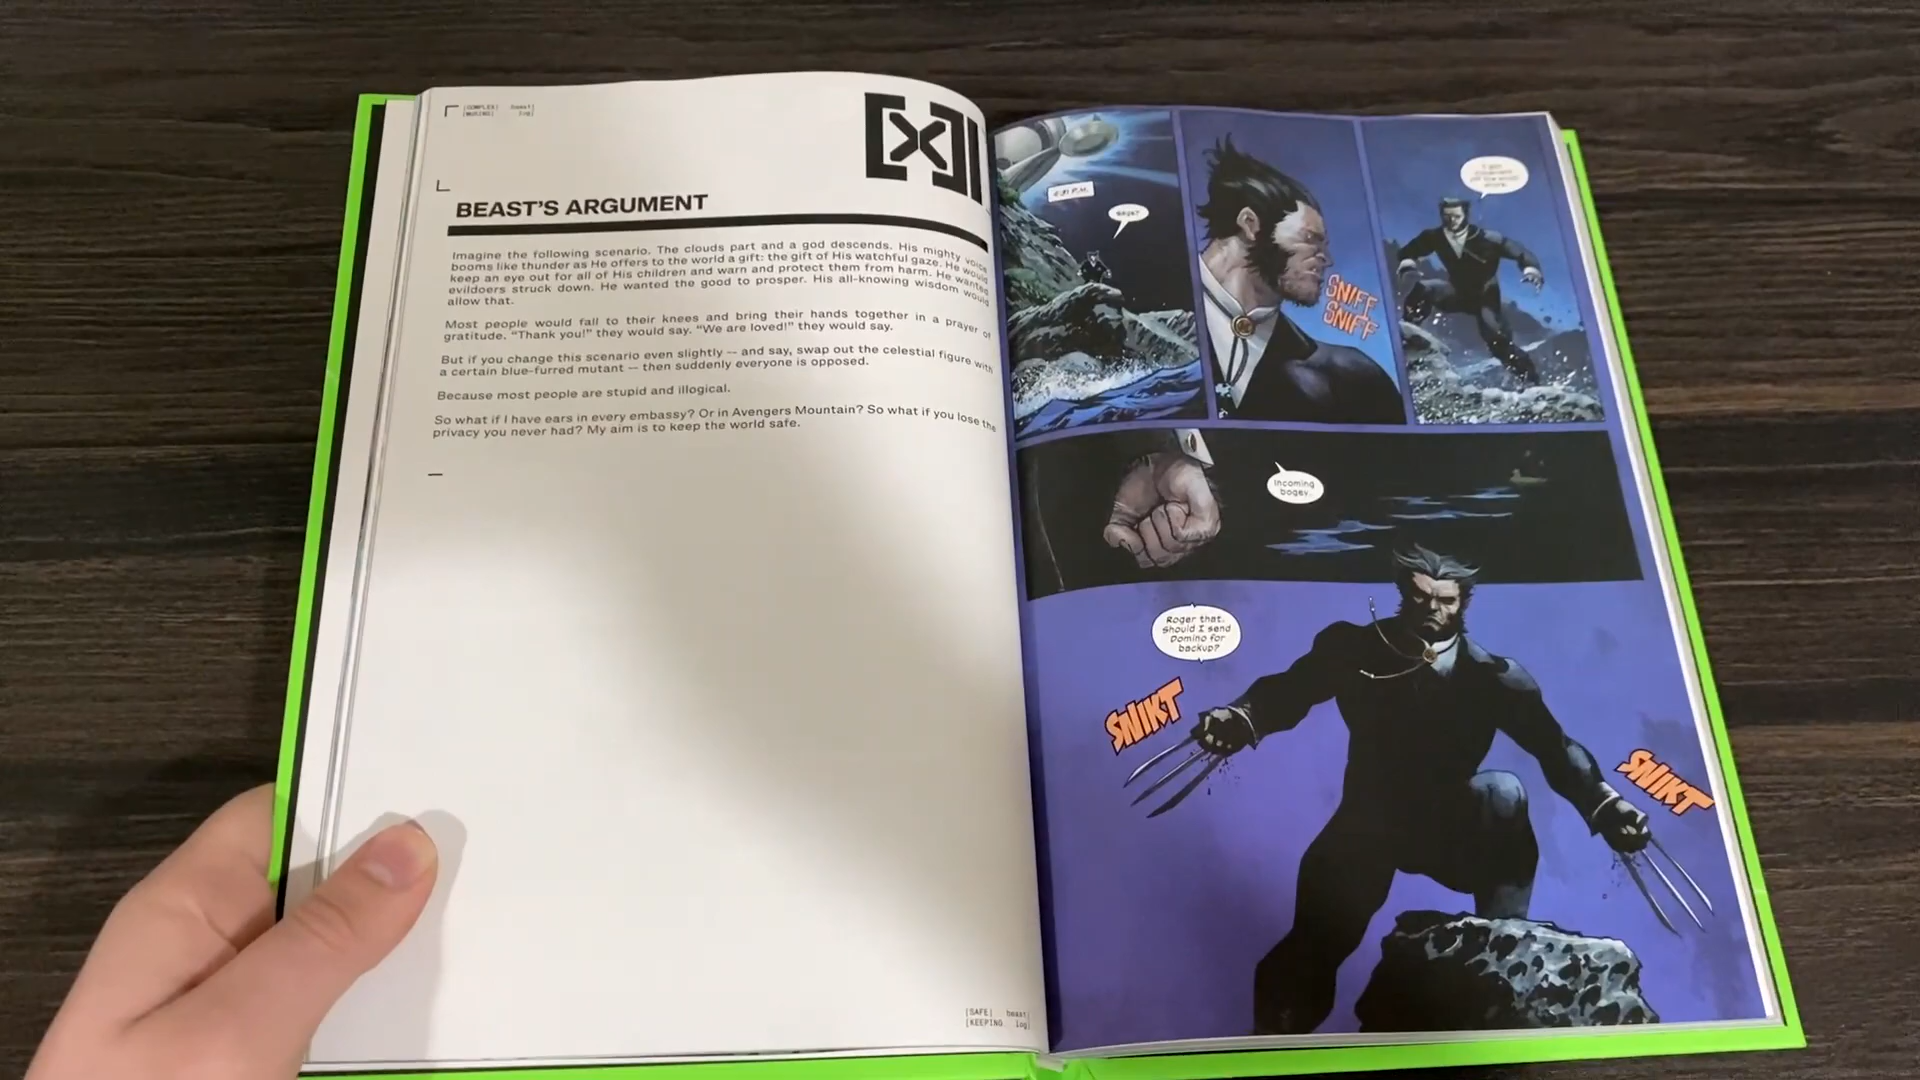 [COMPLEX] beast
[MUSING] log]
[X]
BEAST'S ARGUMENT
Imagine the following scenario. The clouds part and a god descends. His mighty voice
booms like thunder as He offers to the world a gift: the gift of His watchful gaze. He would
keep an eye out for all of His children and warn and protect them from harm. He wanted
evildoers struck down. He wanted the good to prosper. His all-knowing wisdom would
allow that.
Most people would fall to their knees and bring their hands together in a prayer of
gratitude. "Thank you!" they would say. "We are loved!" they would say.
But if you change this scenario even slightly -- and say, swap out the celestial figure with
a certain blue-furred mutant -- then suddenly everyone is opposed.
Because most people are stupid and illogical.
So what if I have ears in every embassy? Or in Avengers Mountain? So what if you lose the
privacy you never had? My aim is to keep the world safe.
[SAFE] beast
[KEEPING log]
SNIFF
SNIFF
Incoming
bogey.
Roger that.
Should I send
Domino for
backup?
SNIKT
SNIKT